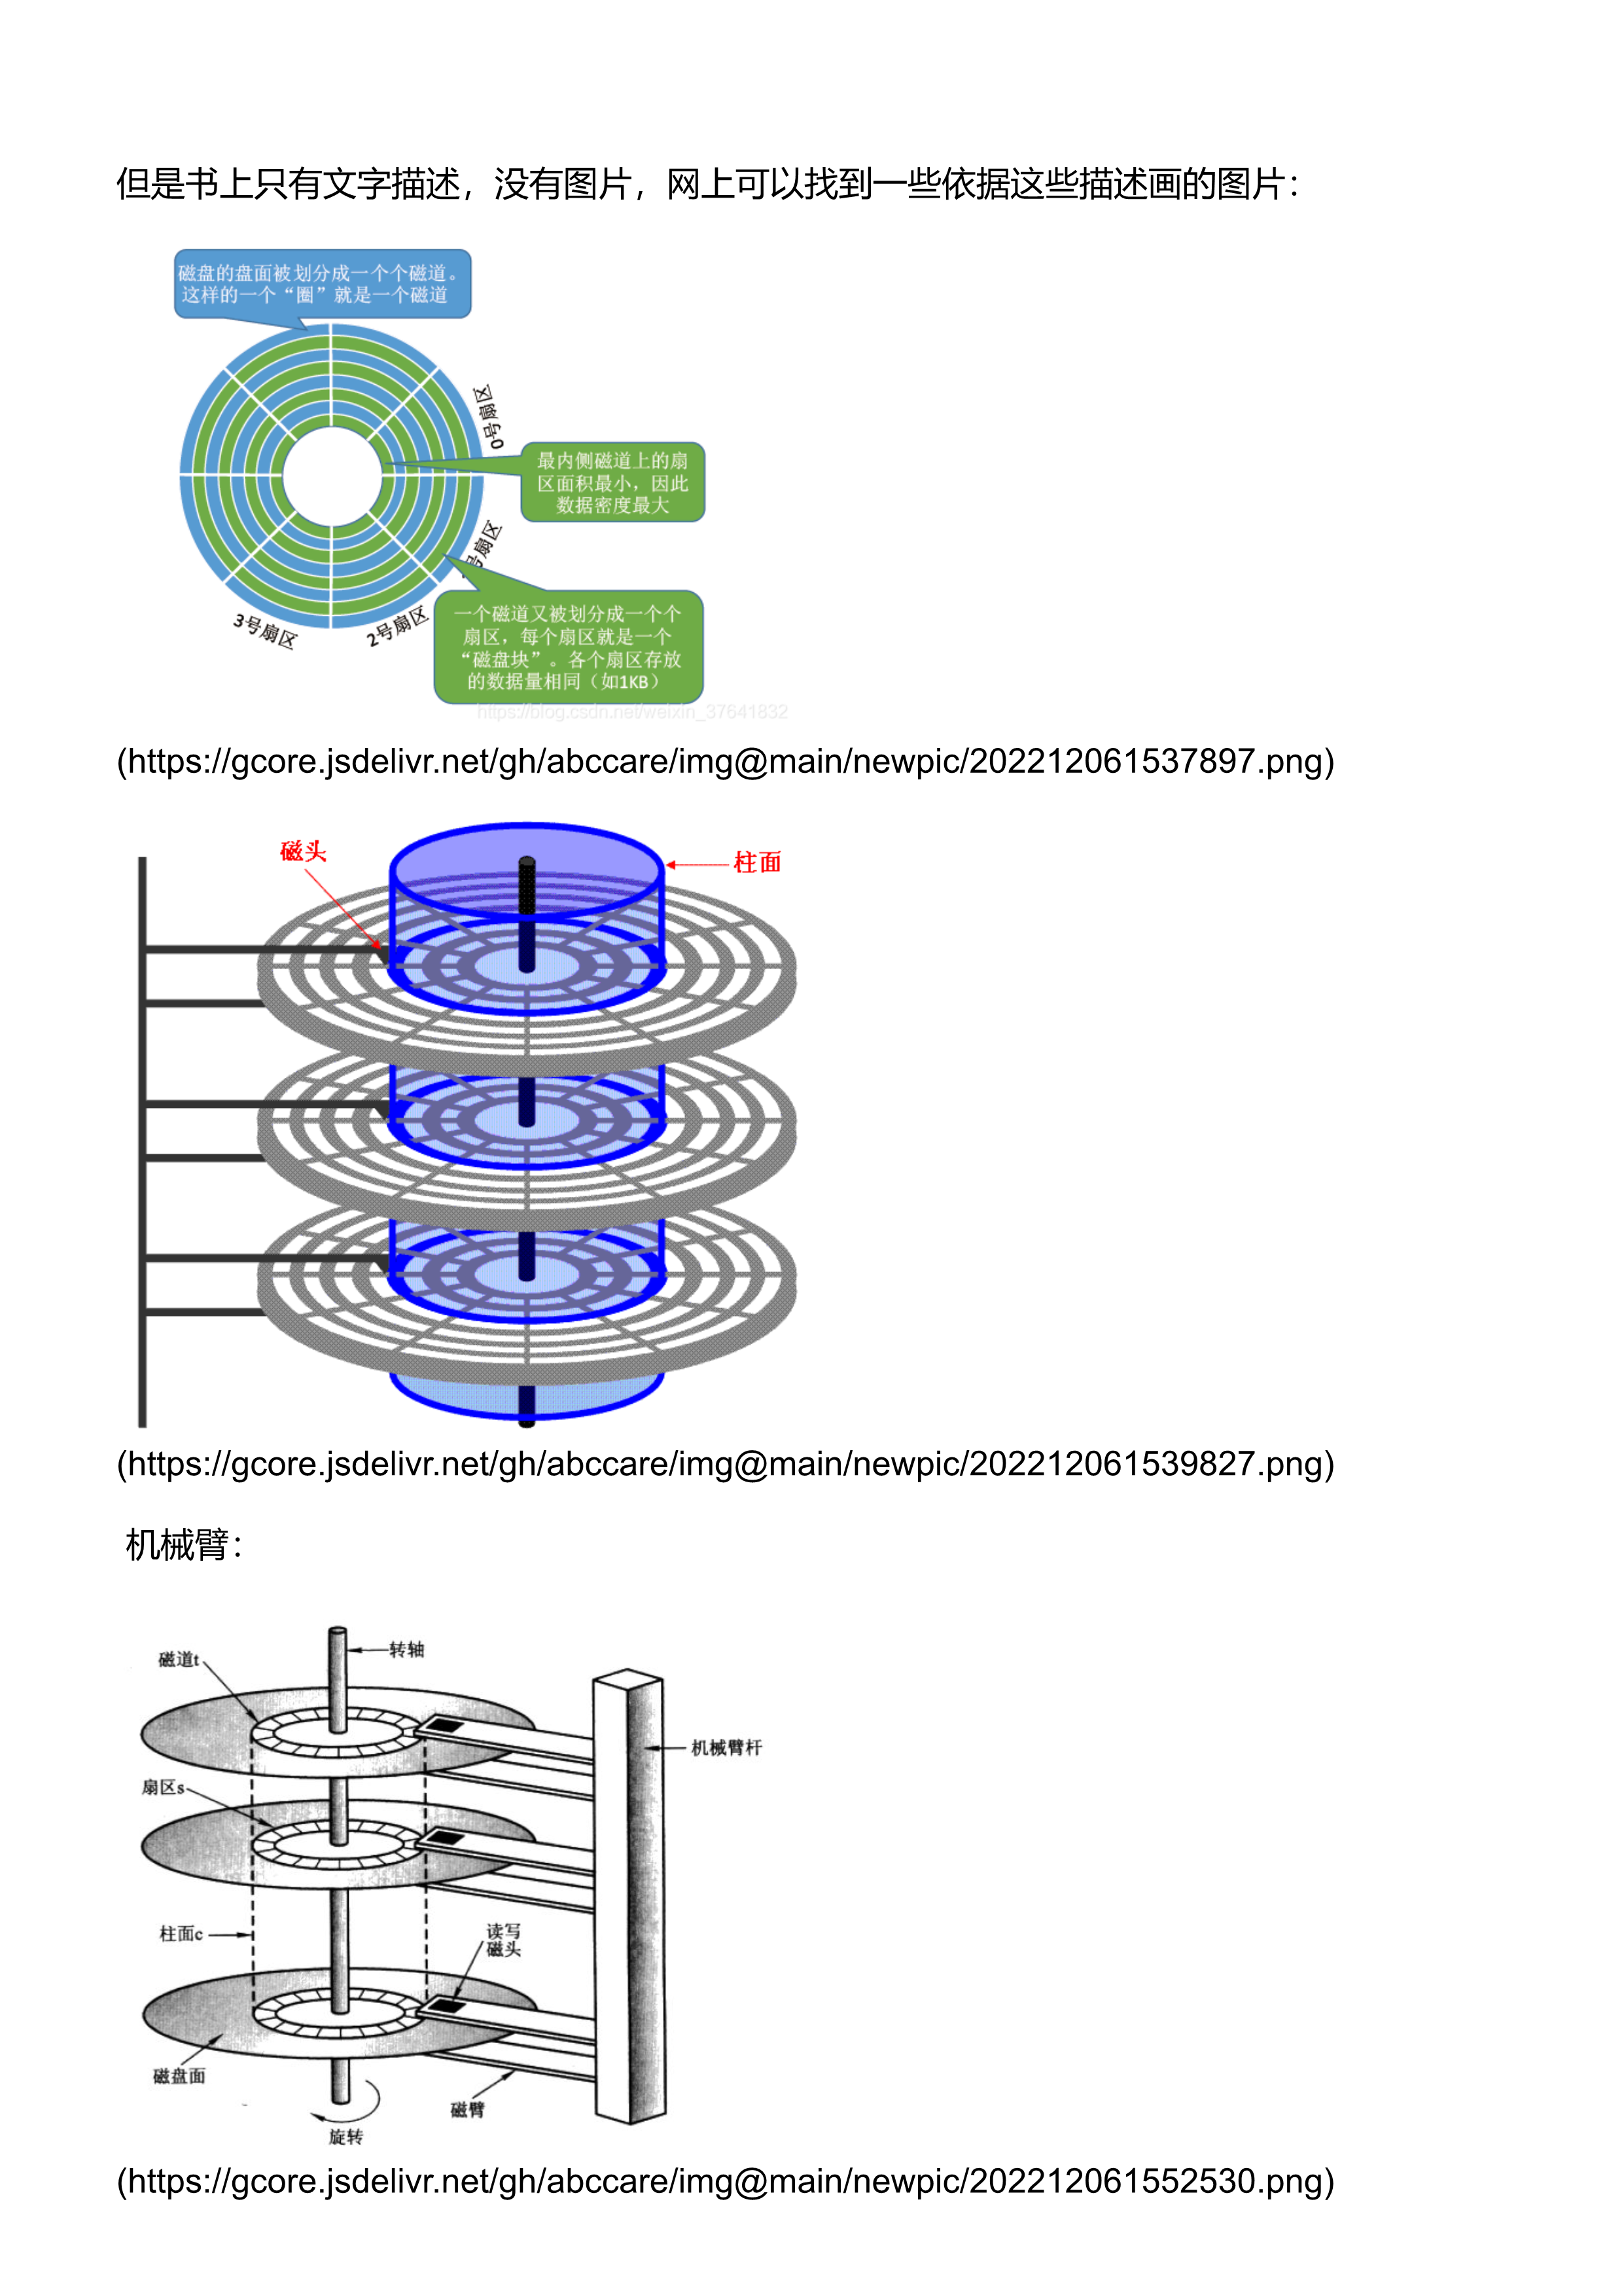 但是书上只有文字描述，没有图片，网上可以找到一些依据这些描述画的图片：
磁盘的盘面被划分成一个个磁道。
这样的一个“圈”就是一个磁道
0号扇区
最内侧磁道上的扇
区面积最小，因此
数据密度最大
号扇区
2号扇区
3号扇区
一个磁道又被划分成一个个
扇区，每个扇区就是一个
“磁盘块”。各个扇区存放
的数据量相同（如1KB）
https://blog.csdn.net/weixin_37641832
(https://gcore.jsdelivr.net/gh/abccare/img@main/newpic/202212061537897.png)
磁头
柱面
(https://gcore.jsdelivr.net/gh/abccare/img@main/newpic/202212061539827.png)
机械臂：
转轴
磁道t
机械臂杆
扇区s
柱面c
读写
磁头
磁盘面
磁臂
旋转
(https://gcore.jsdelivr.net/gh/abccare/img@main/newpic/202212061552530.png)